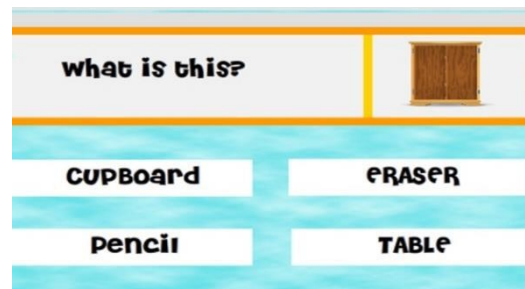 What is this?
CUPBOARD
ERASER
Pencil
TABLE